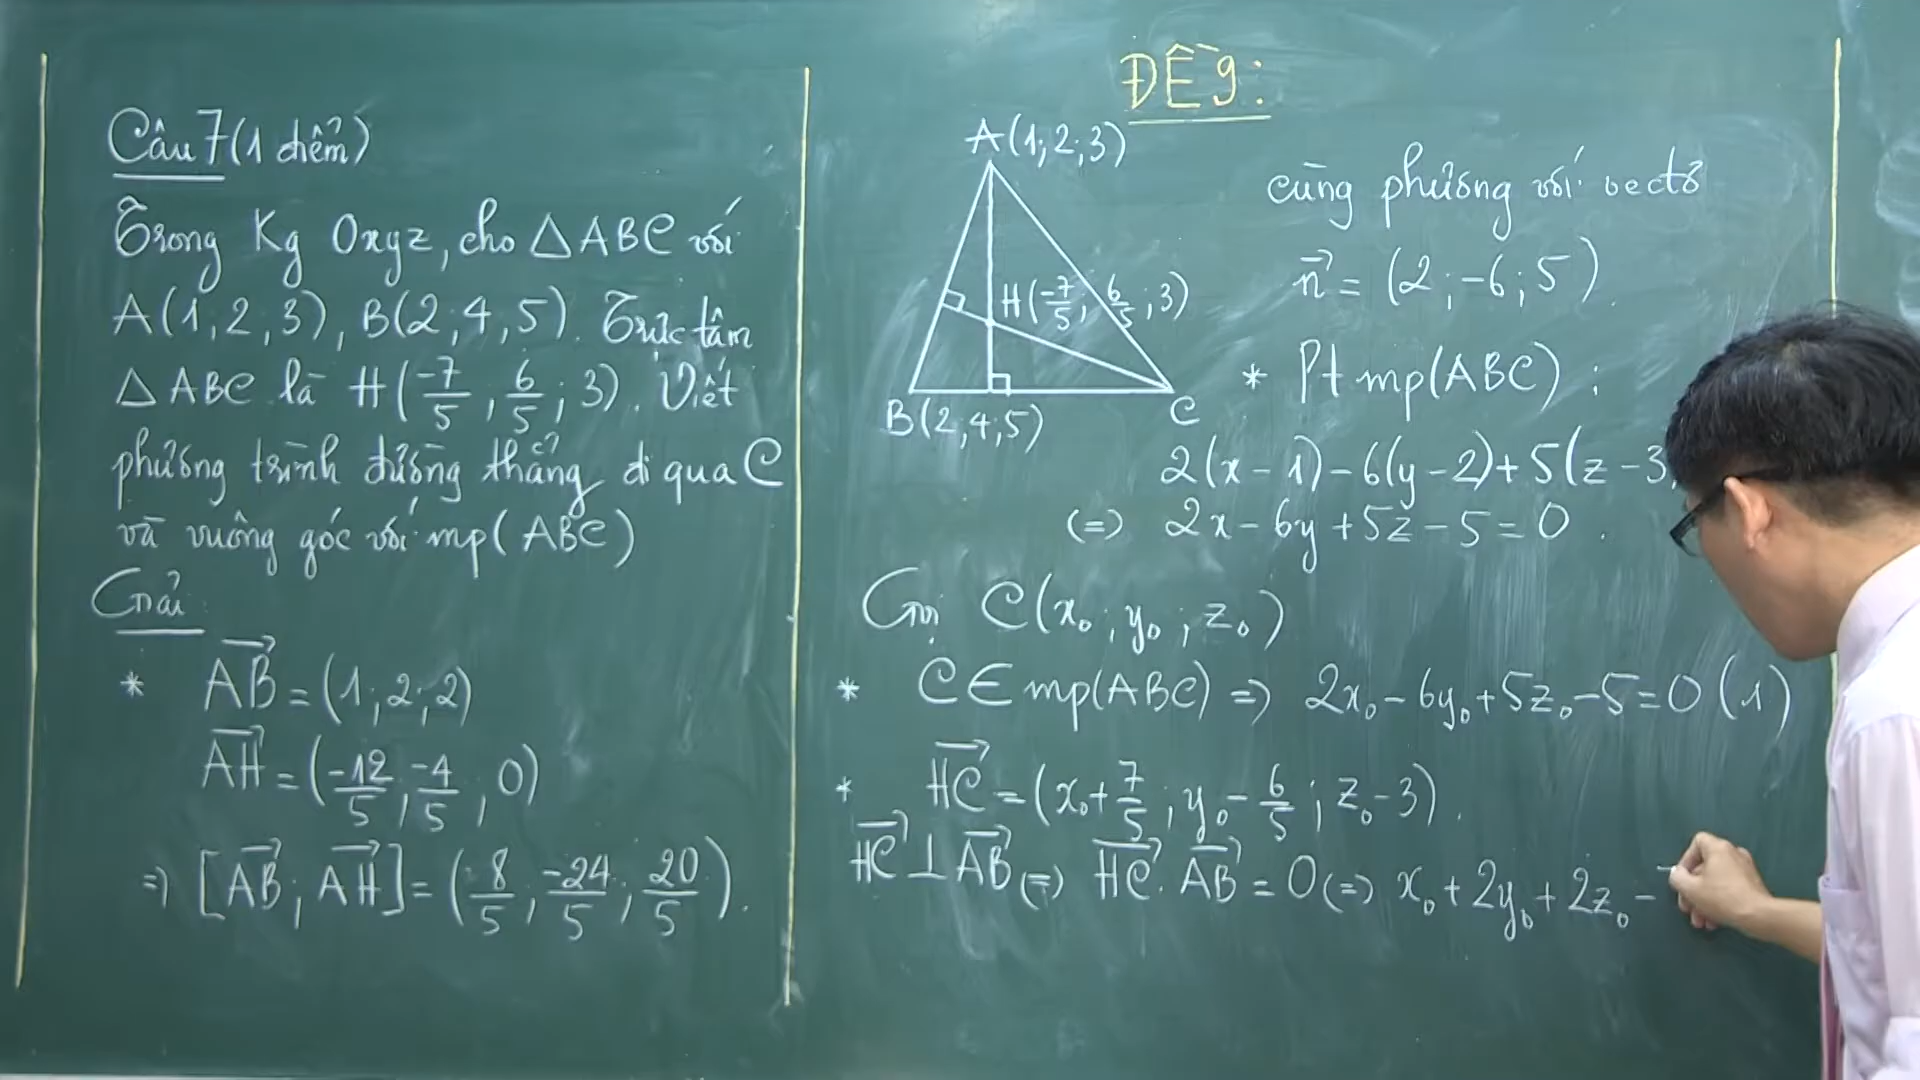 Câu 7 (1 điểm)
Trong Kg Oxyz, cho △ABC với
A(1;2;3), B(2;4;5). Trực tâm
△ABC là H(-7/5; 6/5; 3). Viết
phương trình đường thẳng đi qua C
và vuông góc với mp(ABC)
Giải:
* AB→ = (1;2;2)
AH→ = (-12/5; -4/5; 0)
=> [AB→; AH→] = (8/5; -24/5; 20/5).
ĐỀ 9:
A(1;2;3)
H(-7/5; 6/5; 3)
B(2;4;5)
C
cùng phương với vectơ
n→ = (2;-6;5).
* Pt mp(ABC):
2(x-1)-6(y-2)+5(z-3
(=) 2x-6y+5z-5=0.
Gọi C(x₀; y₀; z₀)
* C∈mp(ABC) => 2x₀-6y₀+5z₀-5=0 (1)
* HC→ = (x₀+7/5; y₀-6/5; z₀-3).
HC→ ⊥ AB→ (=) HC→.AB→ = 0 (=) x₀+2y₀+2z₀-